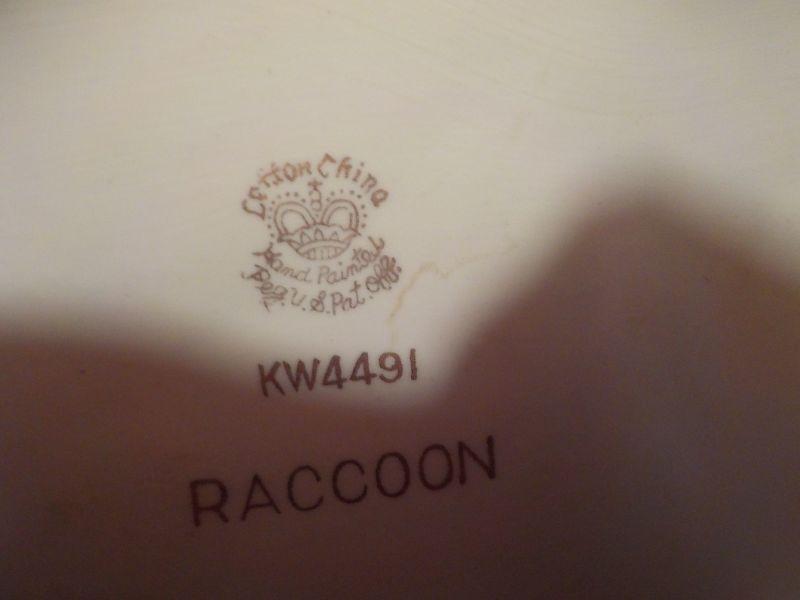 Lefton China
Hand Painted
Reg. U.S. Pat. Off.
KW4491
RACCOON